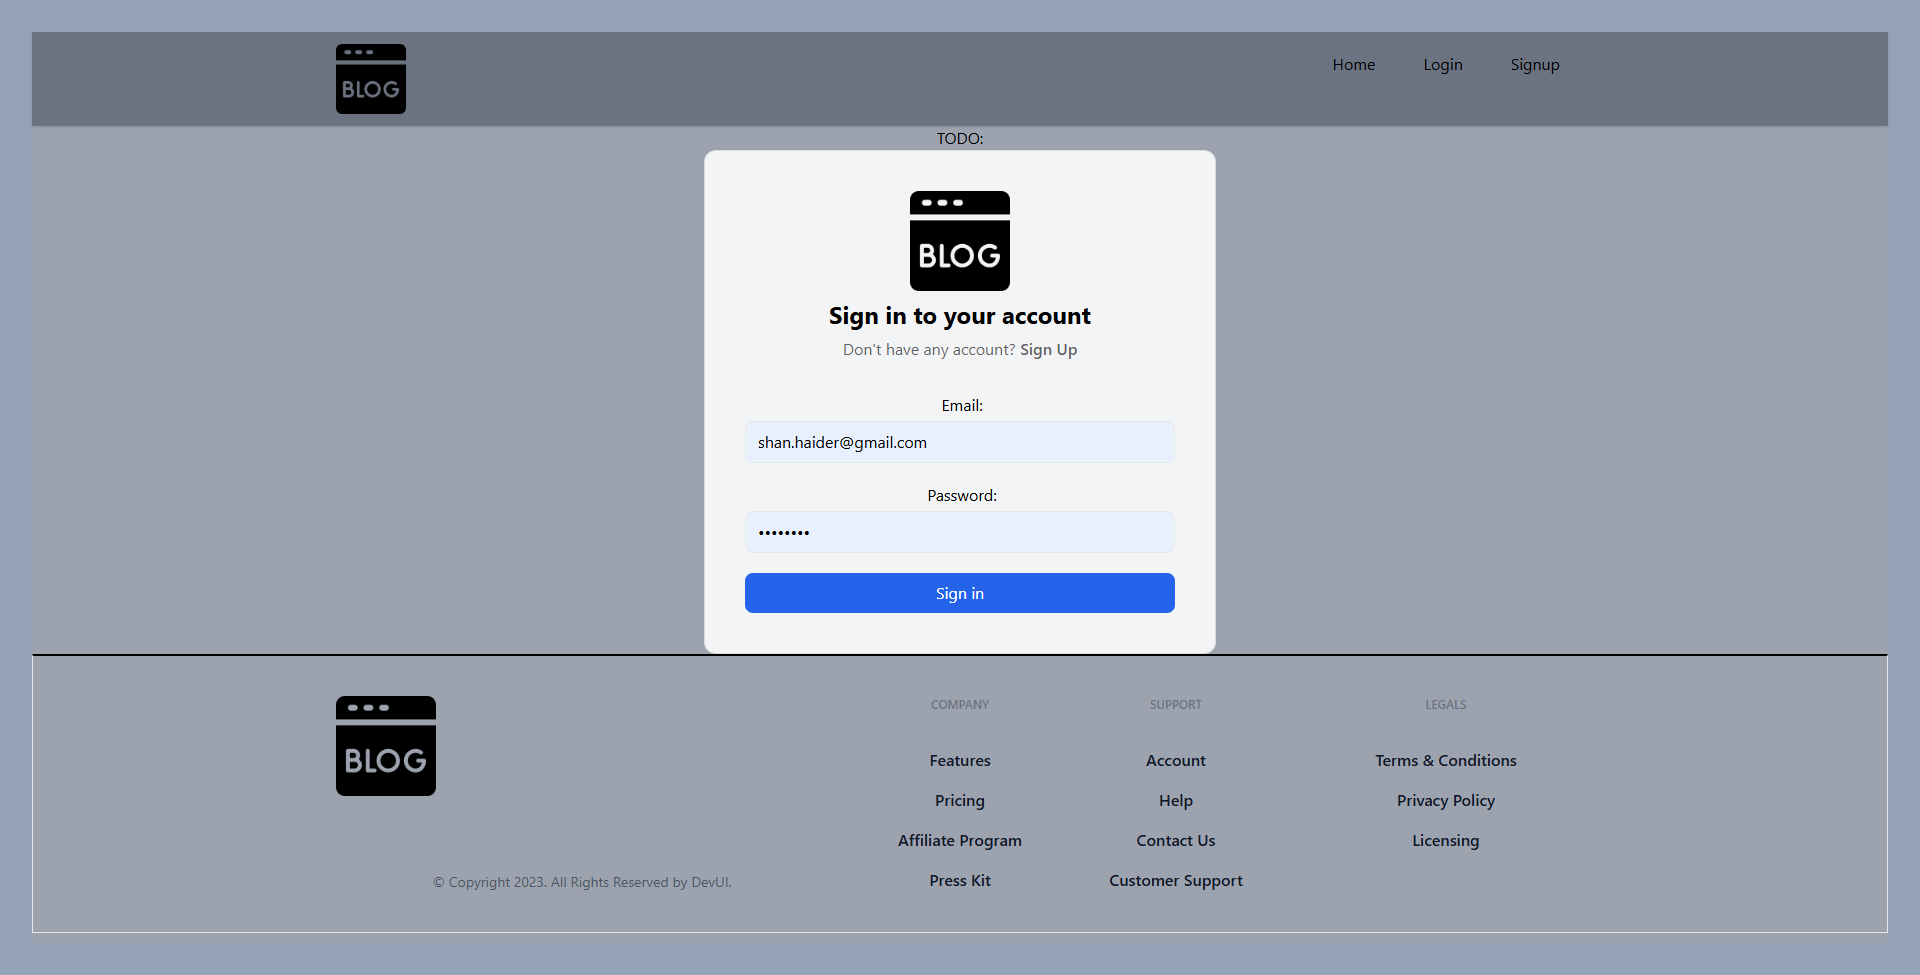 BLOG
Home Login Signup
TODO:
BLOG
Sign in to your account
Don't have any account? Sign Up
Email:
shan.haider@gmail.com
Password:
••••••••
Sign in
BLOG
COMPANY
Features
Pricing
Affiliate Program
Press Kit
SUPPORT
Account
Help
Contact Us
Customer Support
LEGALS
Terms & Conditions
Privacy Policy
Licensing
© Copyright 2023. All Rights Reserved by DevUI.